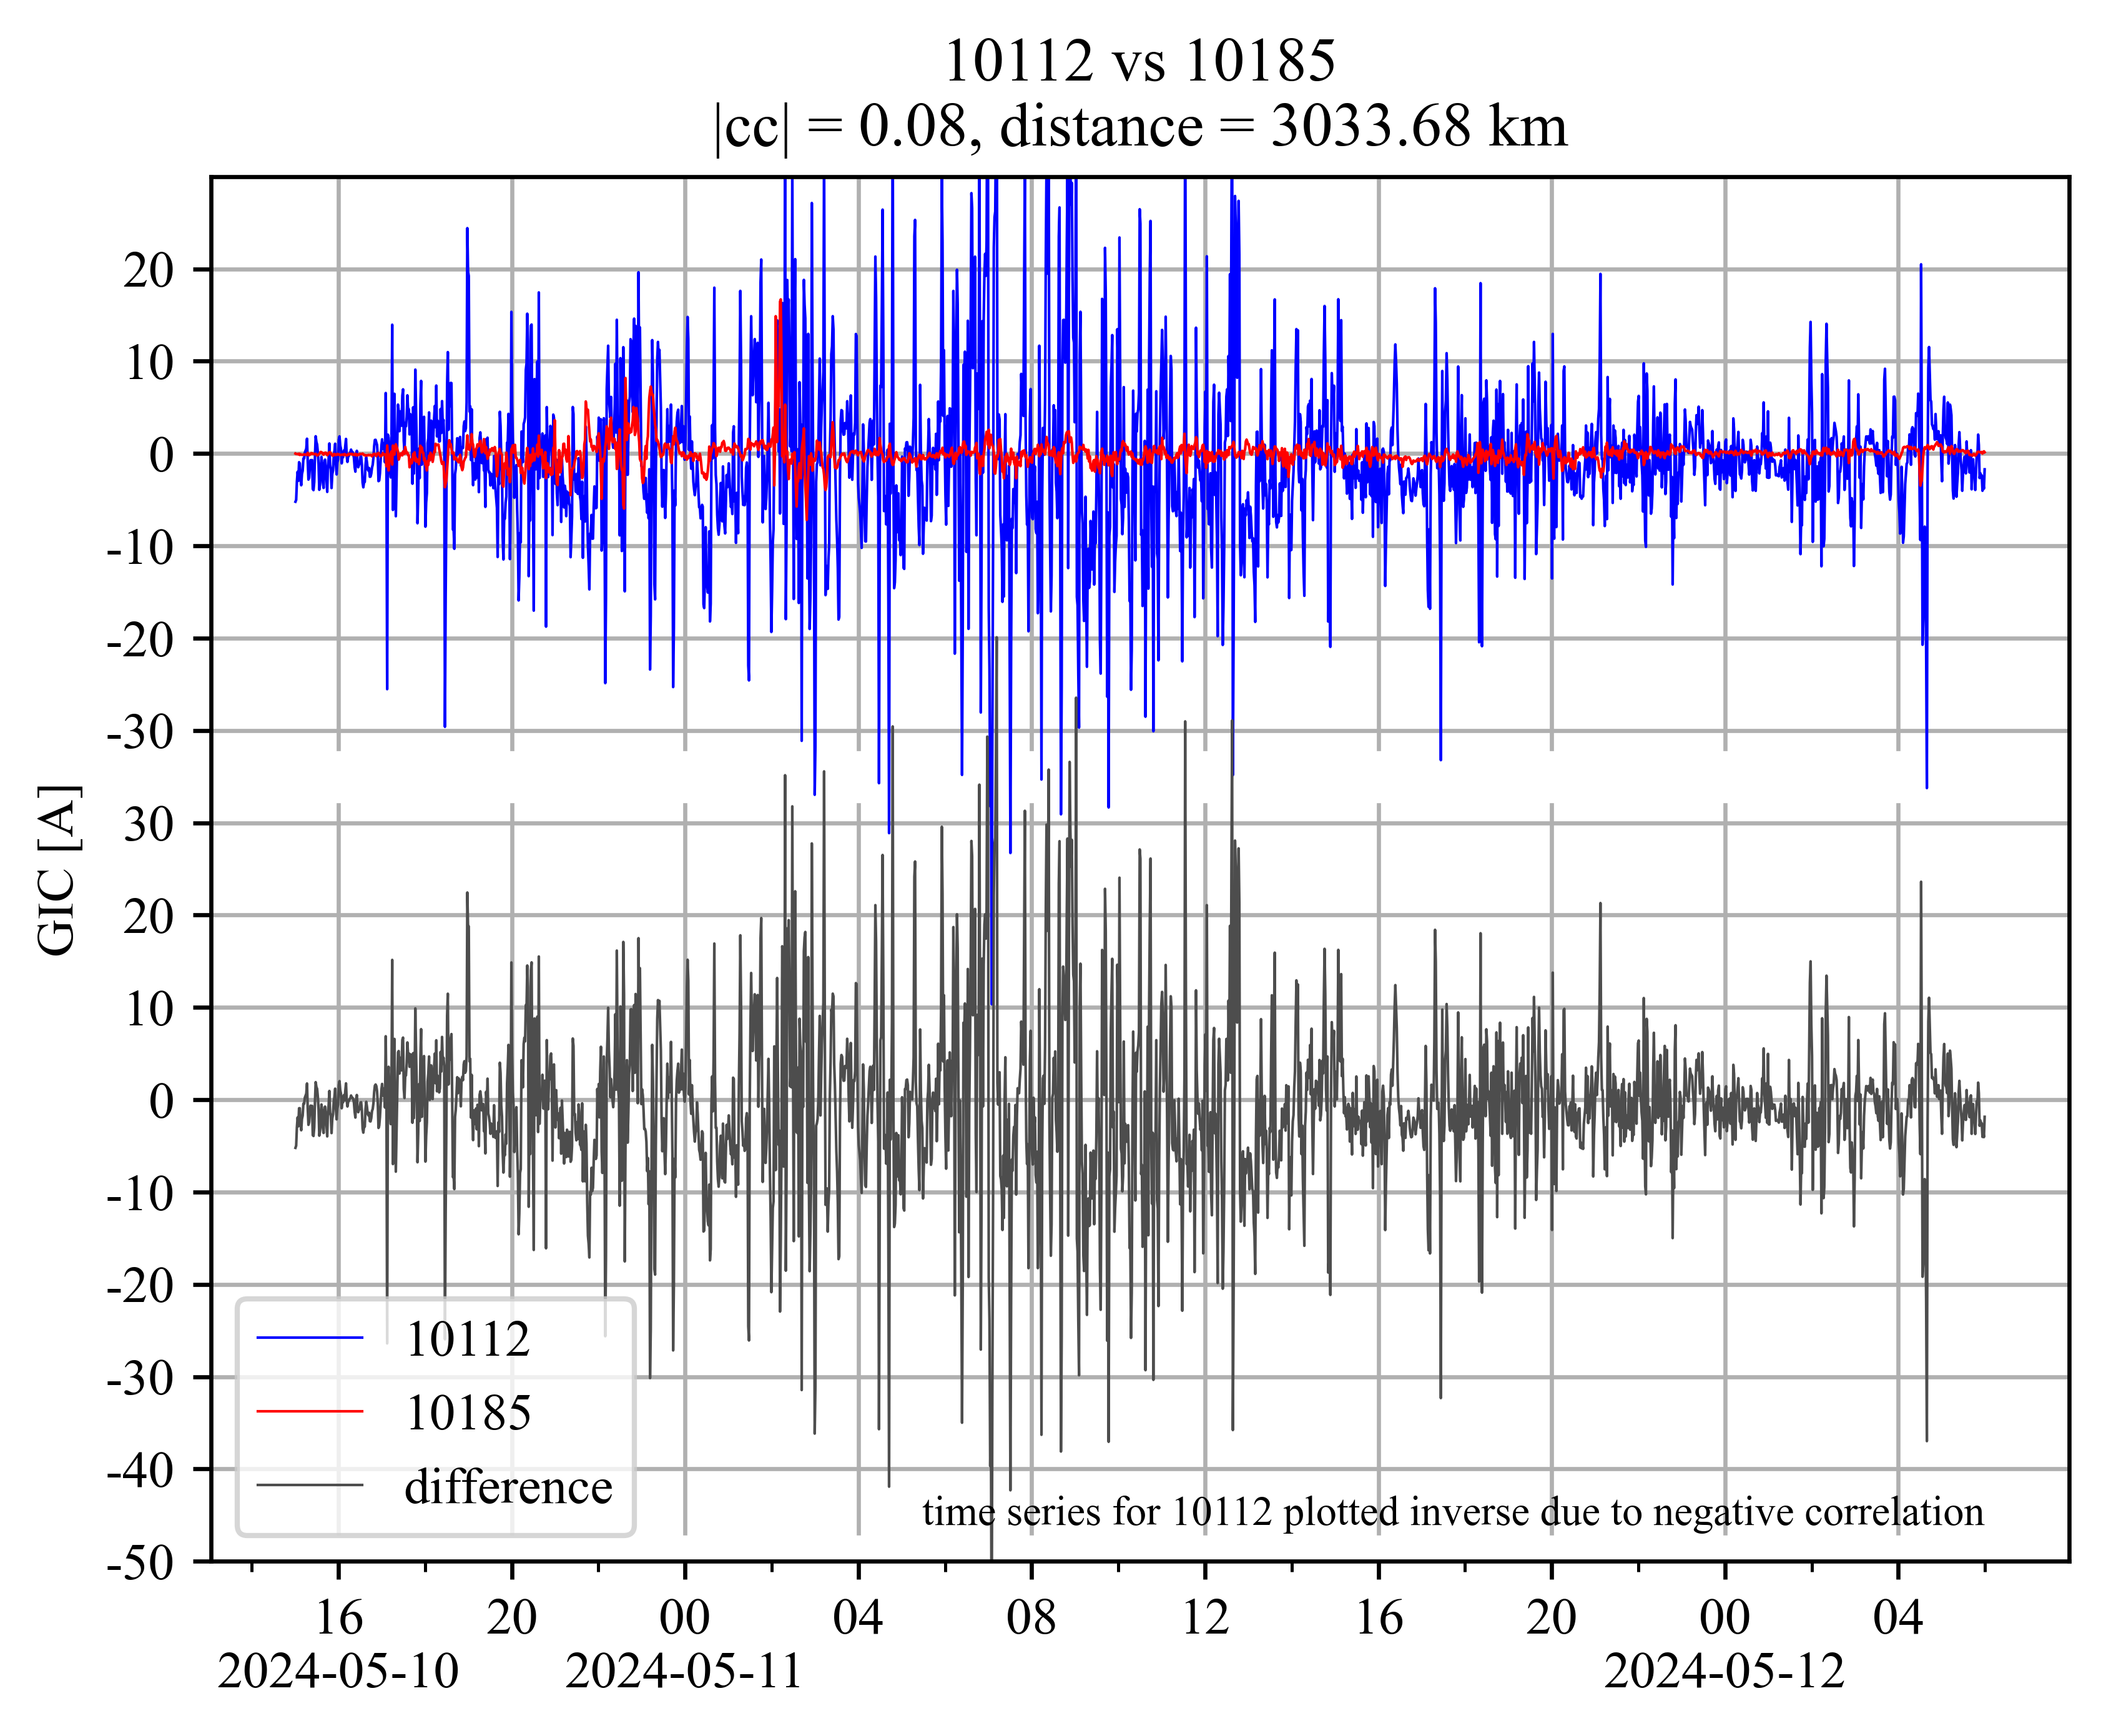 10112 vs 10185
|cc| = 0.08, distance = 3033.68 km
GIC [A]
20
10
0
-10
-20
-30
30
20
10
0
-10
-20
-30
-40
-50
10112
10185
difference
time series for 10112 plotted inverse due to negative correlation
16 20 00 04 08 12 16 20 00 04
2024-05-10 2024-05-11 2024-05-12